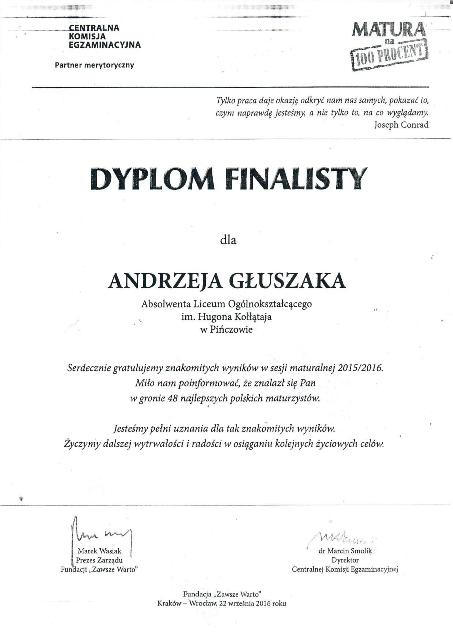 CENTRALNA
KOMISJA
EGZAMINACYJNA
Partner merytoryczny
MATURA
na
100 PROCENT
Tylko praca daje okazję odkryć nam nas samych, pokazać to,
czym naprawdę jesteśmy, a nie tylko to, na co wyglądamy.
Joseph Conrad
DYPLOM FINALISTY
dla
ANDRZEJA GŁUSZAKA
Absolwenta Liceum Ogólnokształcącego
im. Hugona Kołłątaja
w Pińczowie
Serdecznie gratulujemy znakomitych wyników w sesji maturalnej 2015/2016.
Miło nam poinformować, że znalazł się Pan
w gronie 48 najlepszych polskich maturzystów.
Jesteśmy pełni uznania dla tak znakomitych wyników.
Życzymy dalszej wytrwałości i radości w osiąganiu kolejnych życiowych celów.
Marek Wasiak
Prezes Zarządu
Fundacji „Zawsze Warto”
dr Marcin Smolik
Dyrektor
Centralnej Komisji Egzaminacyjnej
Fundacja „Zawsze Warto”
Kraków – Wrocław, 22 września 2016 roku